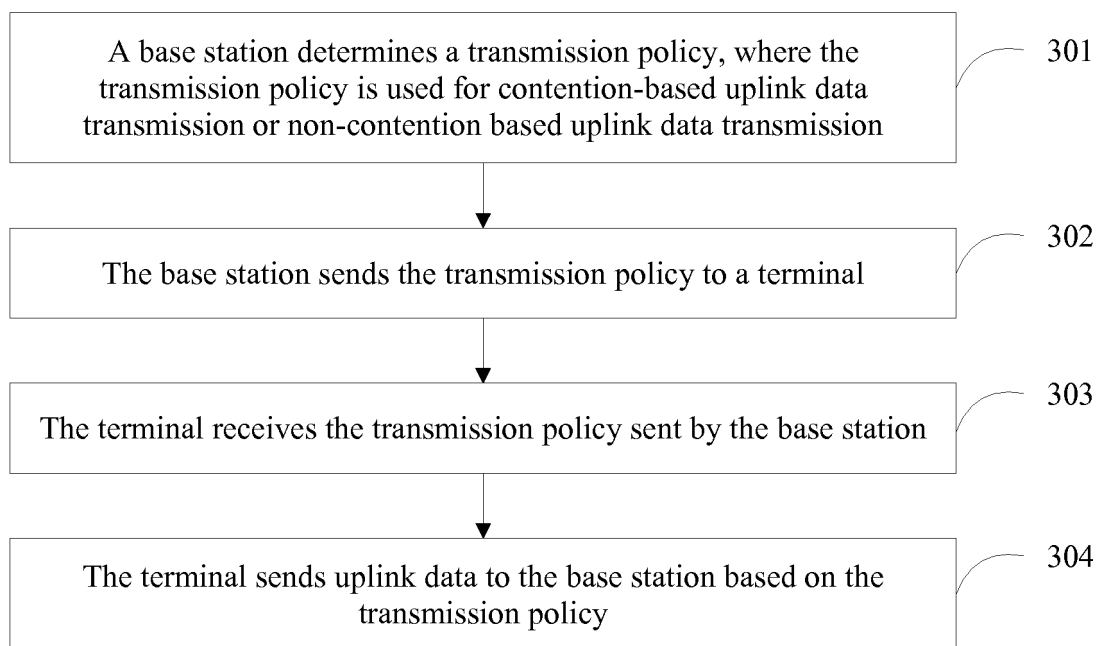 A base station determines a transmission policy, where the
transmission policy is used for contention-based uplink data
transmission or non-contention based uplink data transmission
301
The base station sends the transmission policy to a terminal
302
The terminal receives the transmission policy sent by the base station
303
The terminal sends uplink data to the base station based on the
transmission policy
304